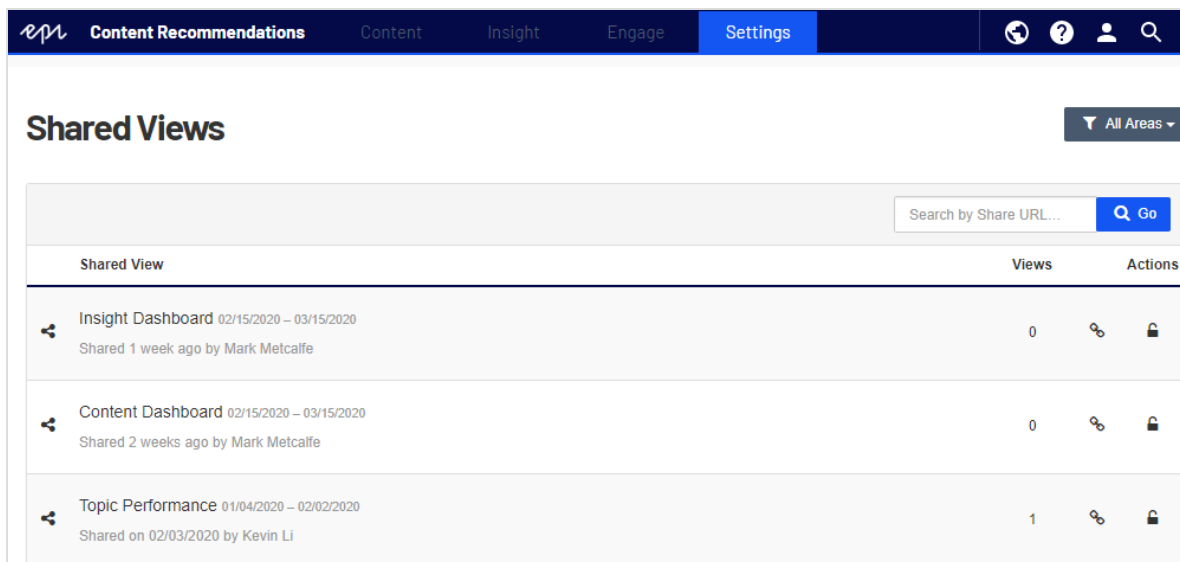 epi Content Recommendations Content Insight Engage Settings
Shared Views
All Areas
Search by Share URL... Go
Shared View Views Actions
Insight Dashboard 02/15/2020 – 03/15/2020
0
Shared 1 week ago by Mark Metcalfe
Content Dashboard 02/15/2020 – 03/15/2020
0
Shared 2 weeks ago by Mark Metcalfe
Topic Performance 01/04/2020 – 02/02/2020
1
Shared on 02/03/2020 by Kevin Li